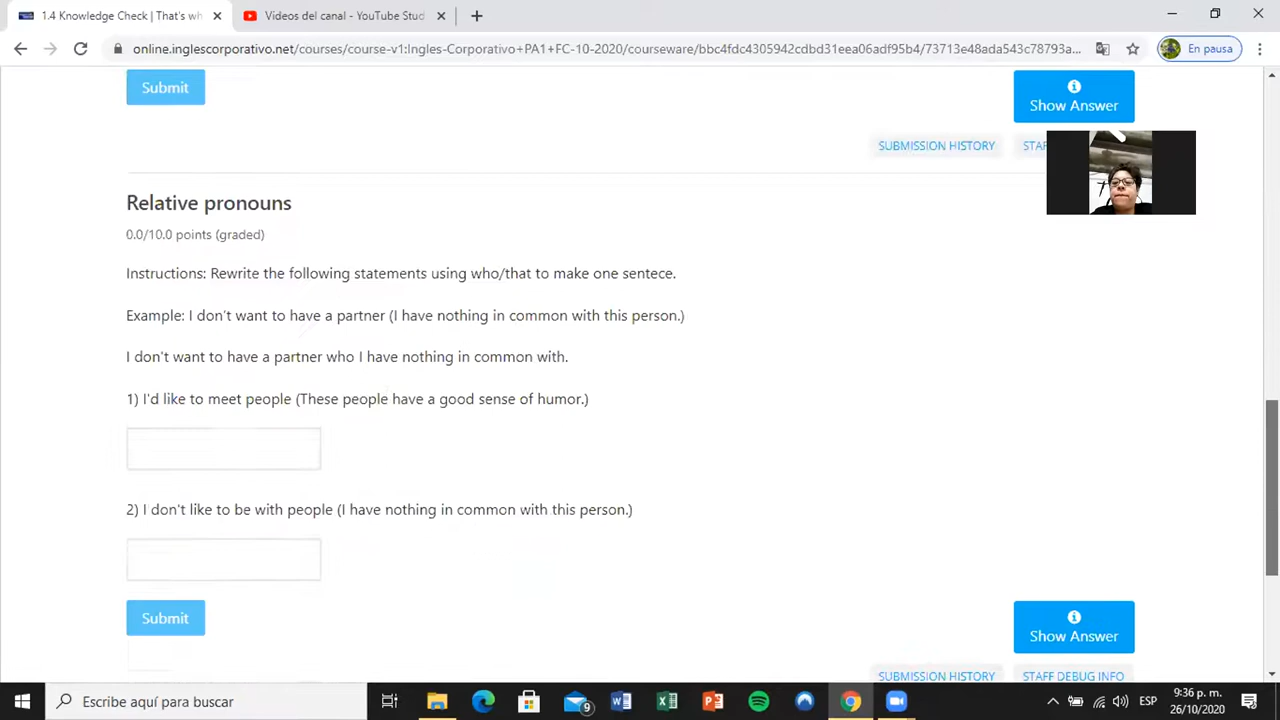 1.4 Knowledge Check | That's wh
Videos del canal - YouTube Stud
online.inglescorporativo.net/courses/course-v1:Ingles-Corporativo+PA1+FC-10-2020/courseware/bbc4fdc4305942cdbd31eea06adf95b4/73713e48ada543c78793a...
En pausa
Submit
Show Answer
SUBMISSION HISTORY
STAF
Relative pronouns
0.0/10.0 points (graded)
Instructions: Rewrite the following statements using who/that to make one sentece.
Example: I don't want to have a partner (I have nothing in common with this person.)
I don't want to have a partner who I have nothing in common with.
1) I'd like to meet people (These people have a good sense of humor.)
2) I don't like to be with people (I have nothing in common with this person.)
Submit
Show Answer
SUBMISSION HISTORY
STAFF DEBUG INFO
Escribe aquí para buscar
9
ESP
9:36 p. m.
26/10/2020